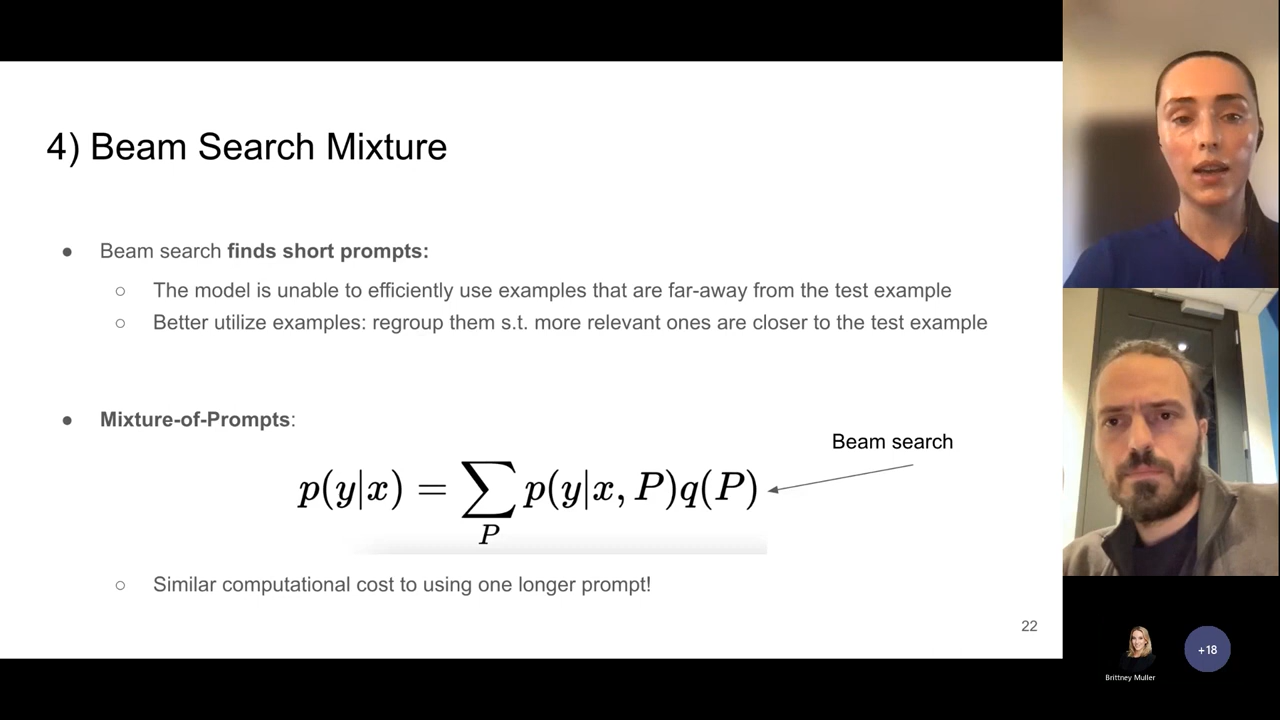 4) Beam Search Mixture
● Beam search finds short prompts:
○ The model is unable to efficiently use examples that are far-away from the test example
○ Better utilize examples: regroup them s.t. more relevant ones are closer to the test example
● Mixture-of-Prompts:
Beam search
p(y|x) = ∑_P p(y|x, P)q(P)
○ Similar computational cost to using one longer prompt!
22
+18
Brittney Muller